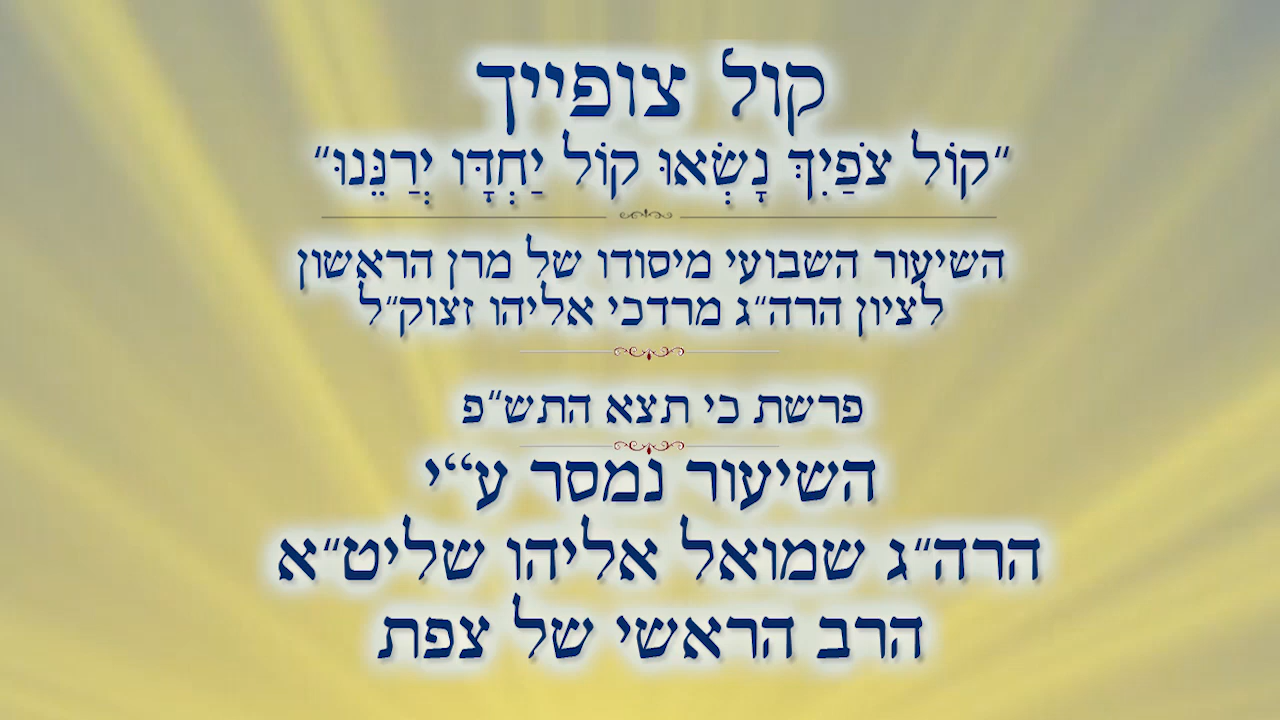 קול צופייך
"קוֹל צֹפַיִךְ נָשְׂאוּ קוֹל יַחְדָּו יְרַנֵּנוּ"
השיעור השבועי מיסודו של מרן הראשון
לציון הרה"ג מרדכי אליהו זצוק"ל
פרשת כי תצא התש"פ
השיעור נמסר ע"י
הרה"ג שמואל אליהו שליט"א
הרב הראשי של צפת